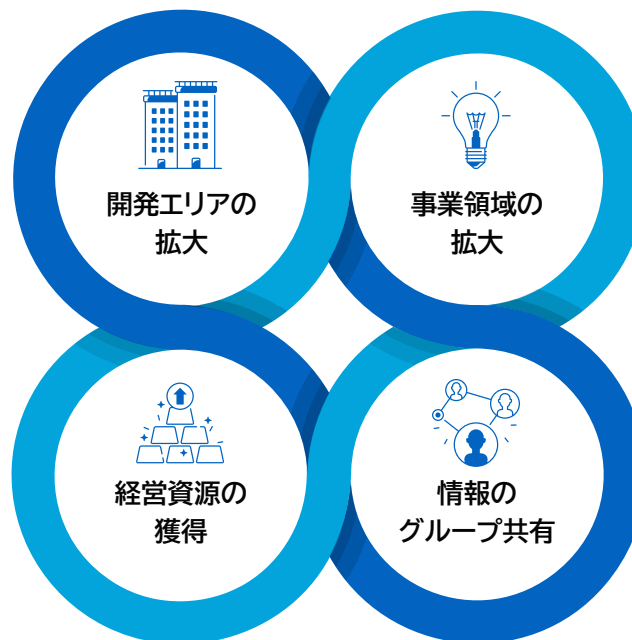 開発エリアの
拡大
事業領域の
拡大
経営資源の
獲得
情報の
グループ共有